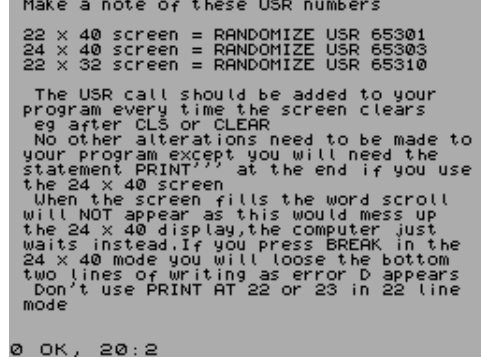 Make a note of these USR numbers
22 x 40 screen = RANDOMIZE USR 65301
24 x 40 screen = RANDOMIZE USR 65303
22 x 32 screen = RANDOMIZE USR 65310
The USR call should be added to your
program every time the screen clears
eg after CLS or CLEAR
No other alterations need to be made to
your program except you will need the
statement PRINT''' at the end if you use
the 24 x 40 screen
When the screen fills the word scroll
will NOT appear as this would mess up
the 24 x 40 display,the computer just
waits instead.If you press BREAK in the
24 x 40 mode you will loose the bottom
two lines of writing as error D appears
Don't use PRINT AT 22 or 23 in 22 line
mode
0 OK, 20:2